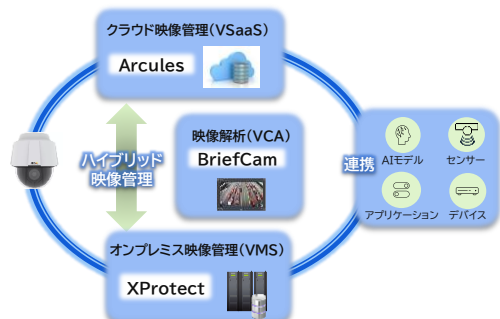 クラウド映像管理(VSaaS)
Arcules
映像解析(VCA)
BriefCam
ハイブリッド
映像管理
連携
AIモデル
センサー
アプリケーション
デバイス
オンプレミス映像管理(VMS)
XProtect